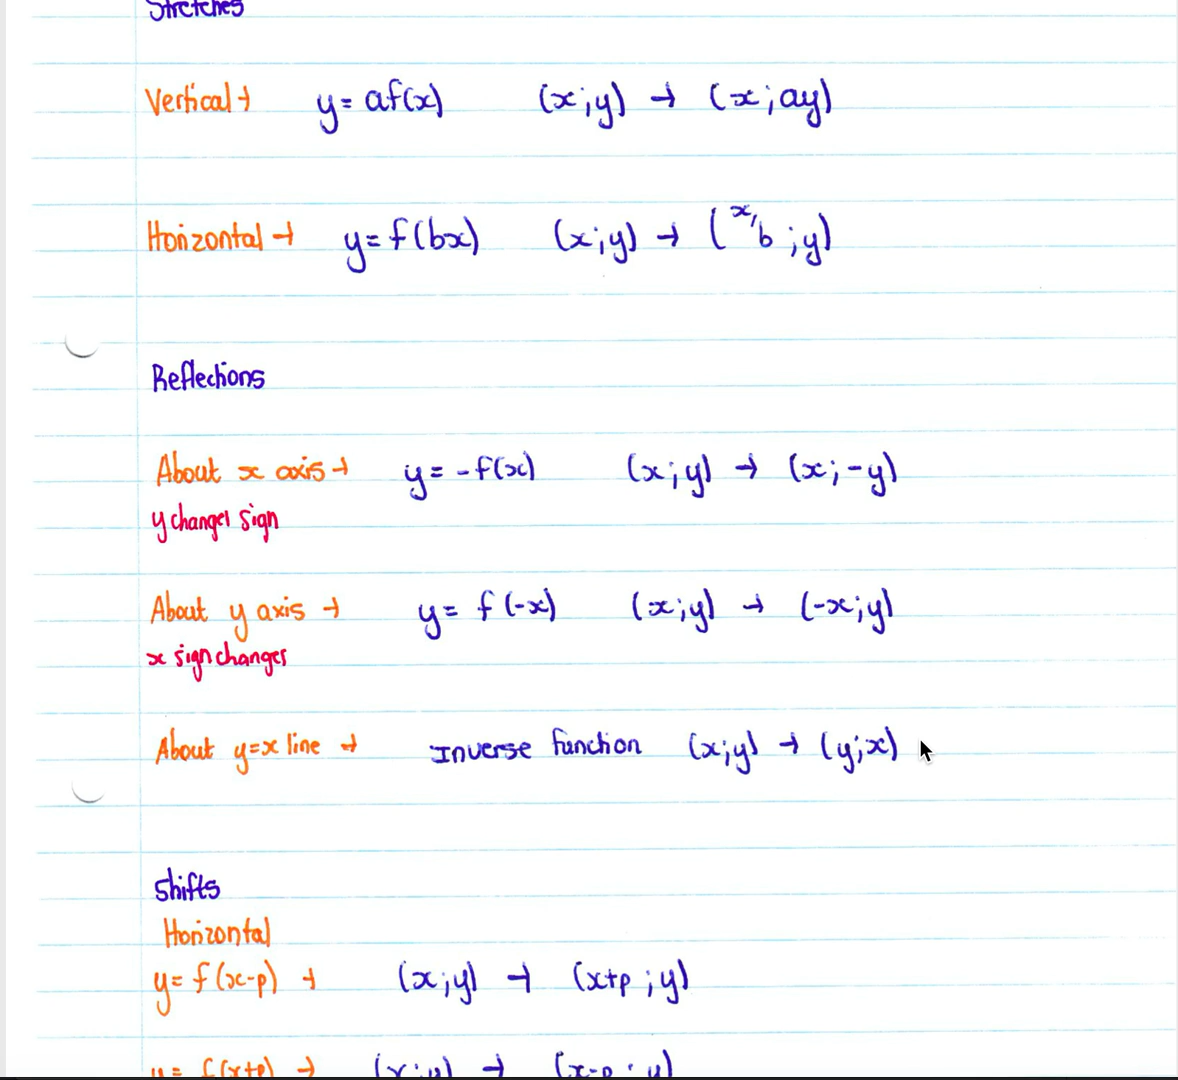 Stretches
Vertical → y = af(x) (x;y) → (x;ay)
Horizontal → y = f(bx) (x;y) → (x/b ;y)
Reflections
About x axis → y = -f(x) (x;y) → (x;-y)
y changes sign
About y axis → y = f(-x) (x;y) → (-x;y)
x sign changes
About y=x line → Inverse function (x;y) → (y;x)
Shifts
Horizontal
y = f(x-p) → (x;y) → (x+p ;y)
y = f(x+p) → (x;y) → (x-p ; y)